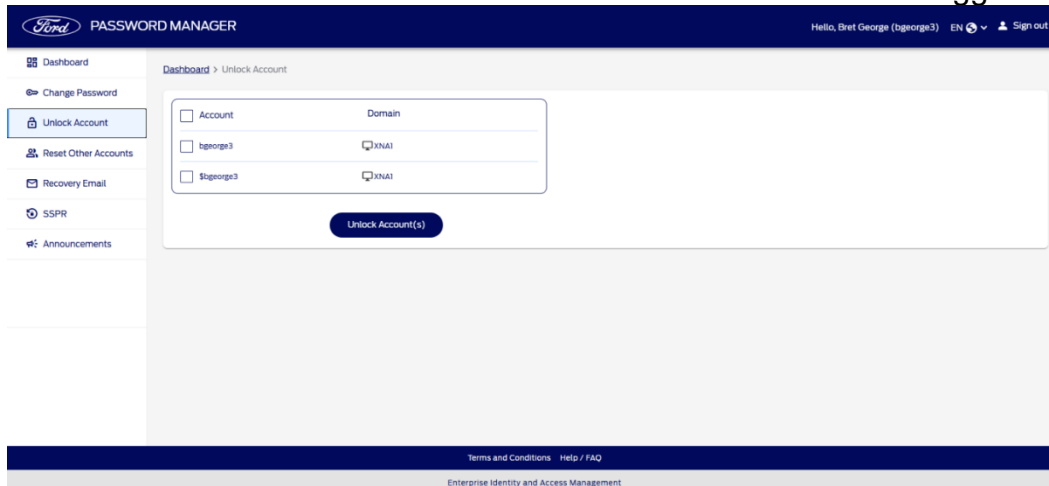 Ford PASSWORD MANAGER
Hello, Bret George (bgeorge3) EN Sign out
Dashboard
Change Password
Unlock Account
Reset Other Accounts
Recovery Email
SSPR
Announcements
Dashboard > Unlock Account
Account Domain
bgeorge3 XNA1
$bgeorge3 XNA1
Unlock Account(s)
Terms and Conditions Help / FAQ
Enterprise Identity and Access Management